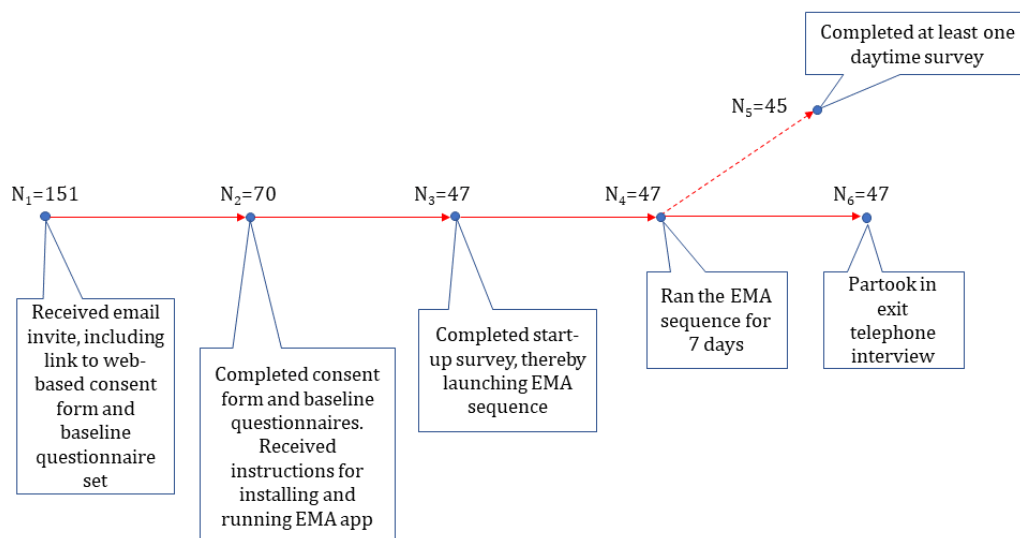 Completed at least one
daytime survey
N₅=45
N₁=151
N₂=70
N₃=47
N₄=47
N₆=47
Received email
invite, including
link to web-
based consent
form and
baseline
questionnaire
set
Completed consent
form and baseline
questionnaires.
Received
instructions for
installing and
running EMA app
Completed start-
up survey, thereby
launching EMA
sequence
Ran the EMA
sequence for
7 days
Partook in
exit
telephone
interview